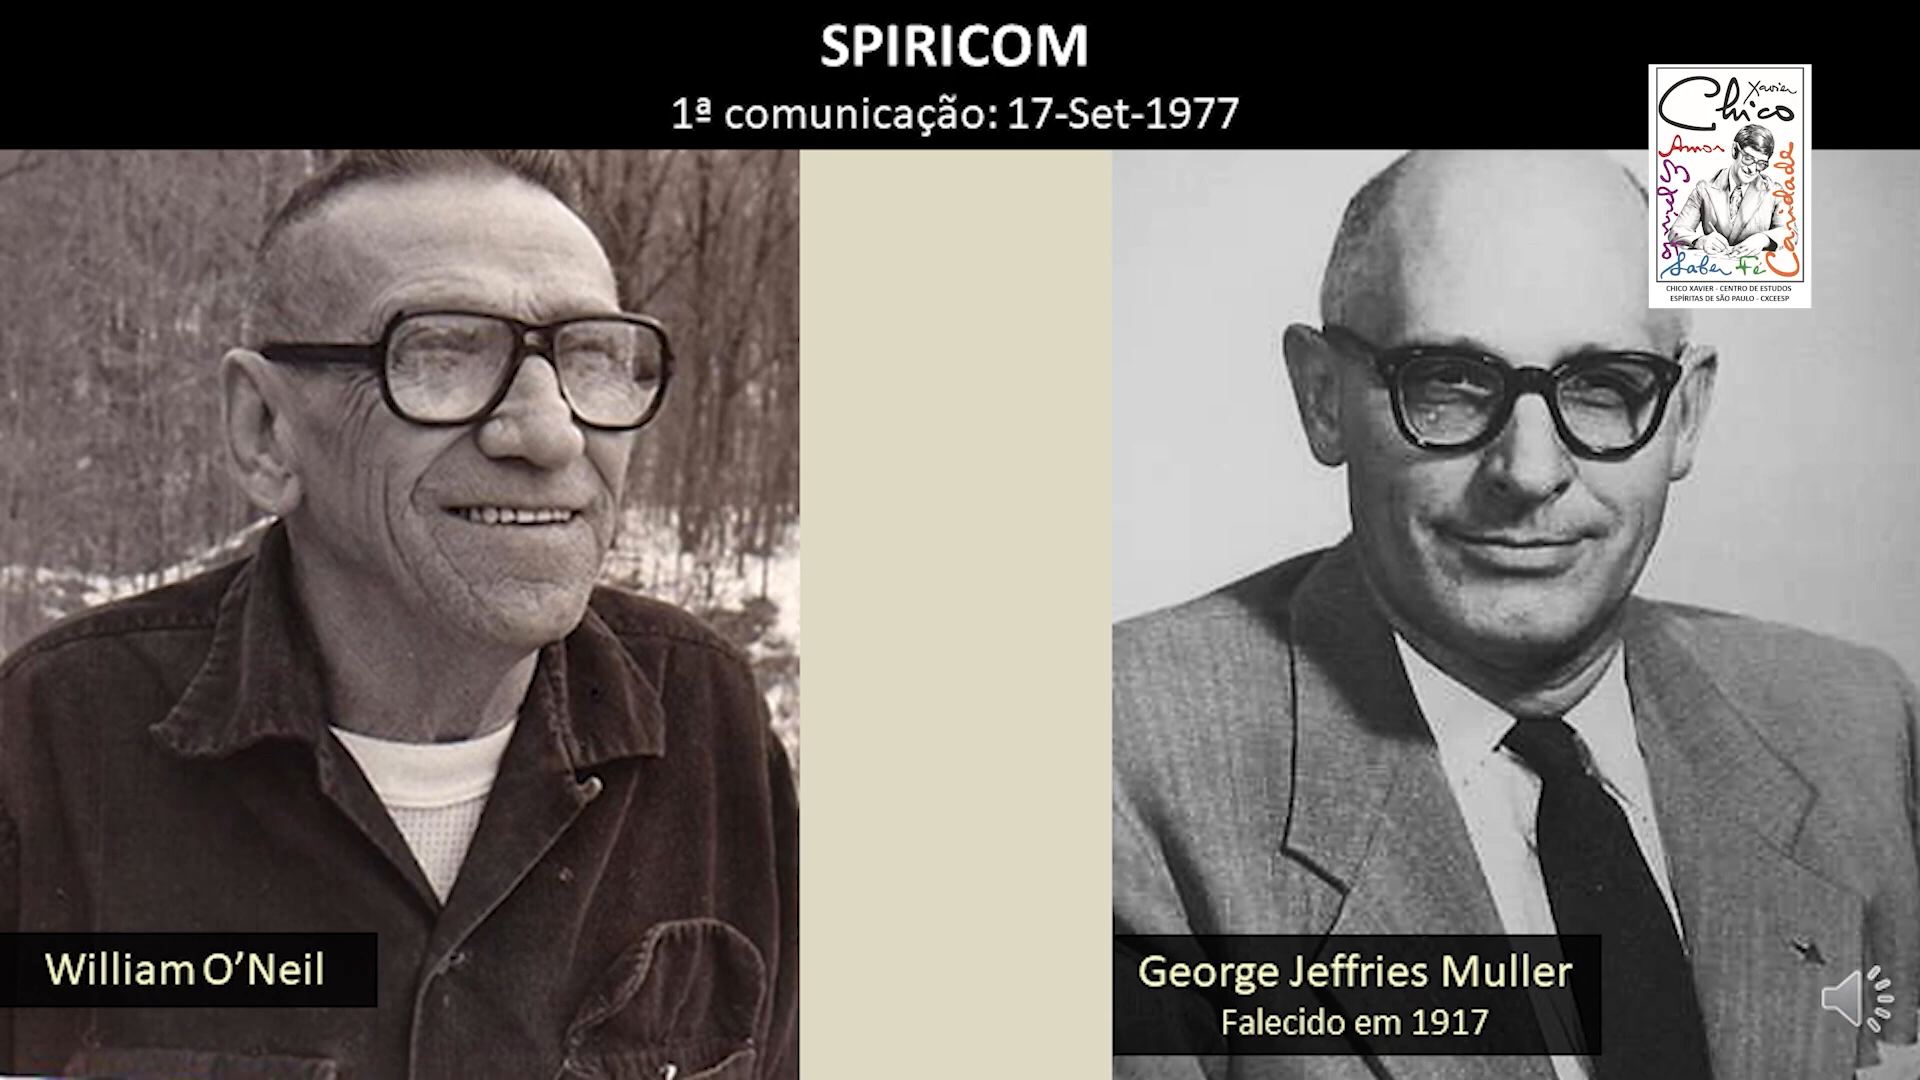 SPIRICOM
1ª comunicação: 17-Set-1977
Xavier
Chico
Amor
Humildade
Caridade
Saber Fé
CHICO XAVIER - CENTRO DE ESTUDOS
ESPÍRITAS DE SÃO PAULO - CXCEESP
William O’Neil
George Jeffries Muller
Falecido em 1917